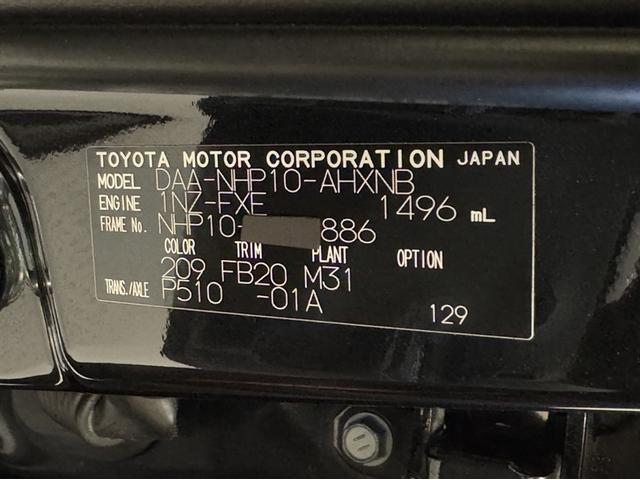 TOYOTA MOTOR CORPORATION JAPAN
MODEL DAA-NHP10-AHXNB
ENGINE 1NZ-FXE 1496 mL
FRAME No. NHP10- 886
COLOR TRIM PLANT OPTION
209 FB20 M31
TRANS./AXLE P510 -01A
129